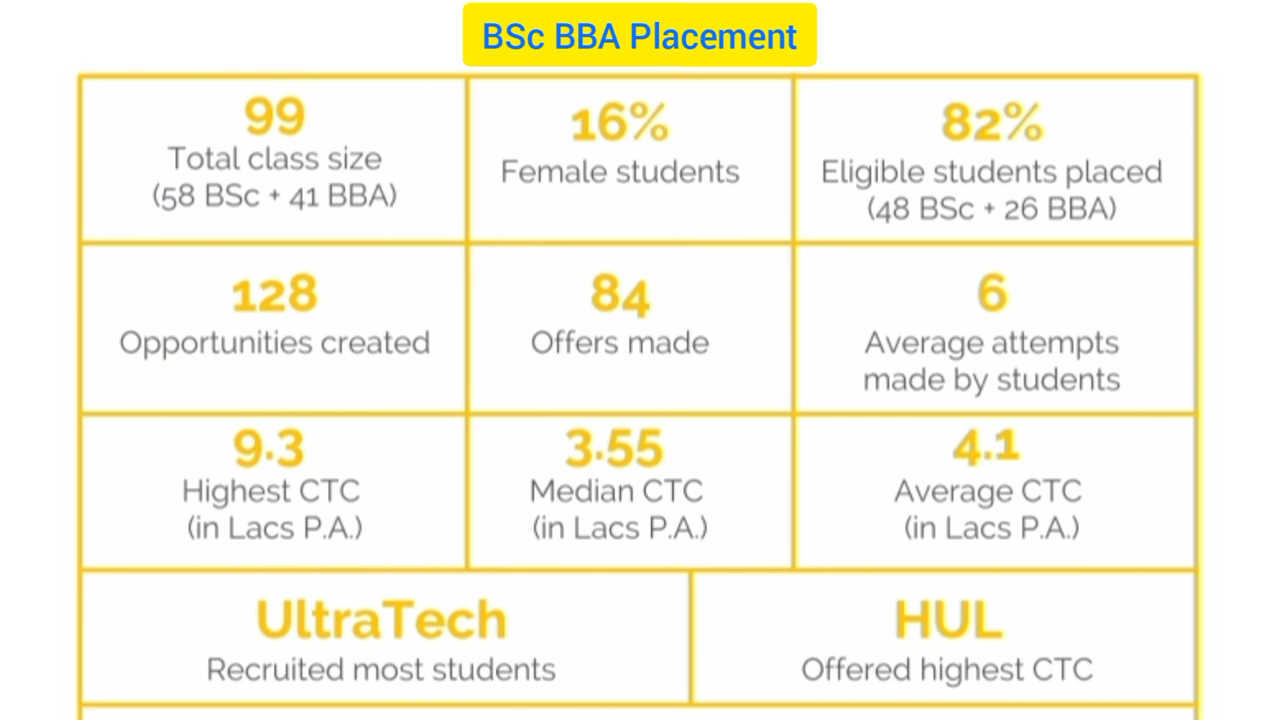 BSc BBA Placement
99
Total class size
(58 BSc + 41 BBA)
16%
Female students
82%
Eligible students placed
(48 BSc + 26 BBA)
128
Opportunities created
84
Offers made
6
Average attempts
made by students
9.3
Highest CTC
(in Lacs P.A.)
3.55
Median CTC
(in Lacs P.A.)
4.1
Average CTC
(in Lacs P.A.)
UltraTech
Recruited most students
HUL
Offered highest CTC